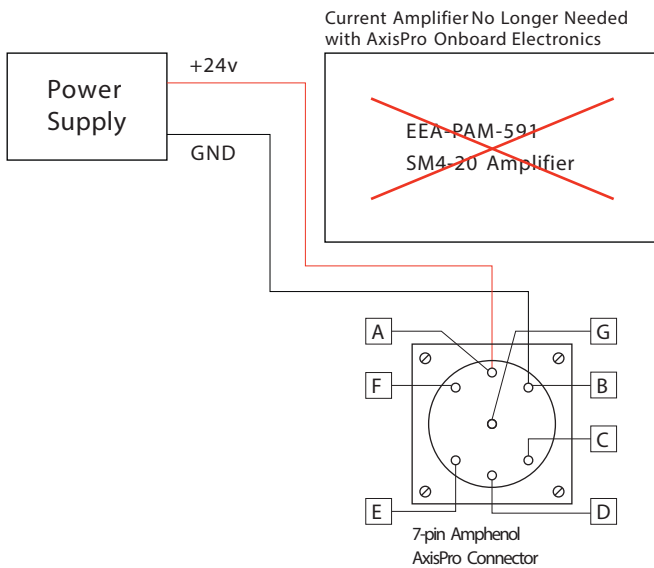 Current Amplifier No Longer Needed
with AxisPro Onboard Electronics
+24v
Power
Supply
GND
EEA-PAM-591
SM4-20 Amplifier
A
G
F
B
C
E
D
7-pin Amphenol
AxisPro Connector